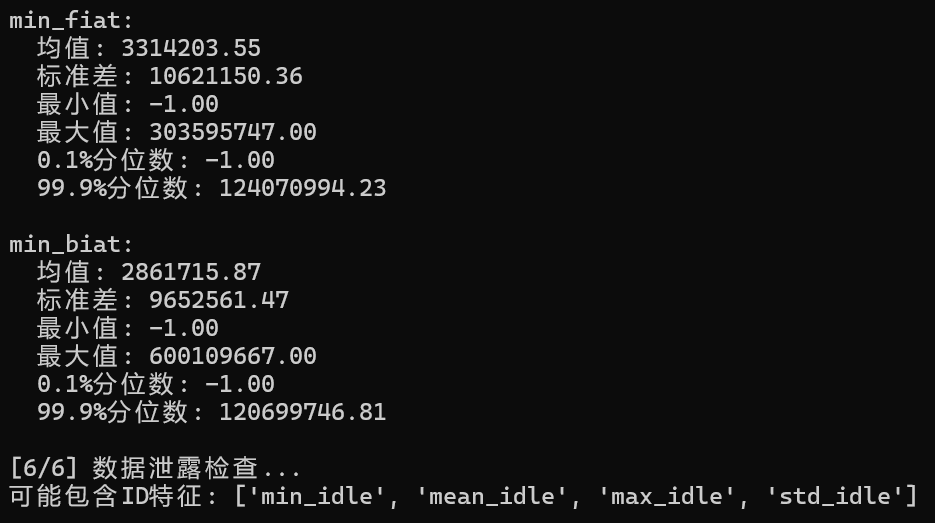 min_fiat:
均值: 3314203.55
标准差: 10621150.36
最小值: -1.00
最大值: 303595747.00
0.1%分位数: -1.00
99.9%分位数: 124070994.23
min_biat:
均值: 2861715.87
标准差: 9652561.47
最小值: -1.00
最大值: 600109667.00
0.1%分位数: -1.00
99.9%分位数: 120699746.81
[6/6] 数据泄露检查...
可能包含ID特征: ['min_idle', 'mean_idle', 'max_idle', 'std_idle']